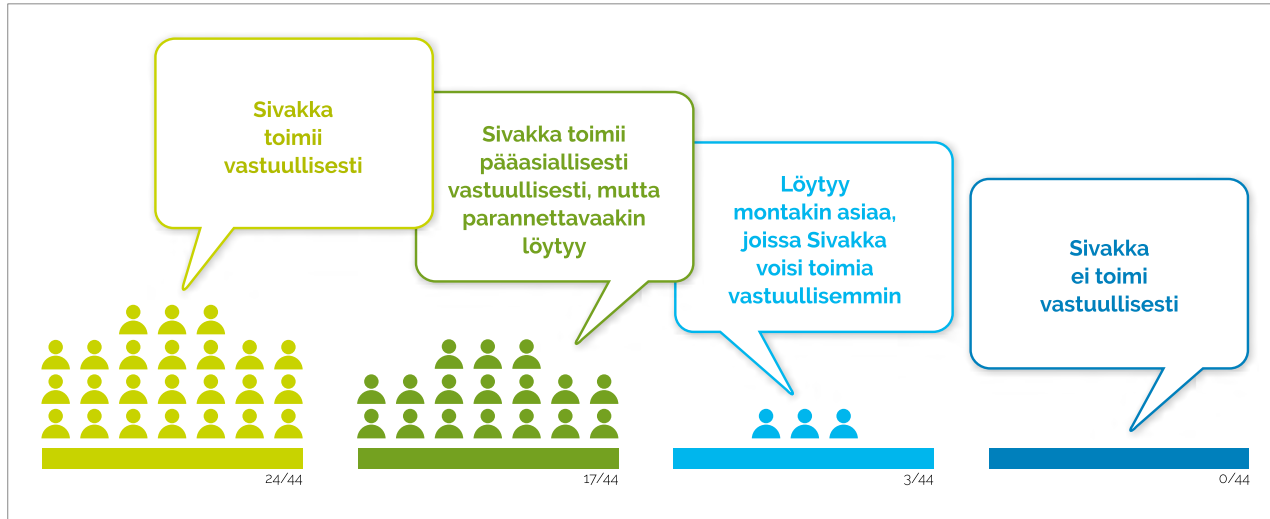 Sivakka
toimii
vastuullisesti
Sivakka toimii
pääasiallisesti
vastuullisesti, mutta
parannettavaakin
löytyy
Löytyy
montakin asiaa,
joissa Sivakka
voisi toimia
vastuullisemmin
Sivakka
ei toimi
vastuullisesti
24/44
17/44
3/44
0/44